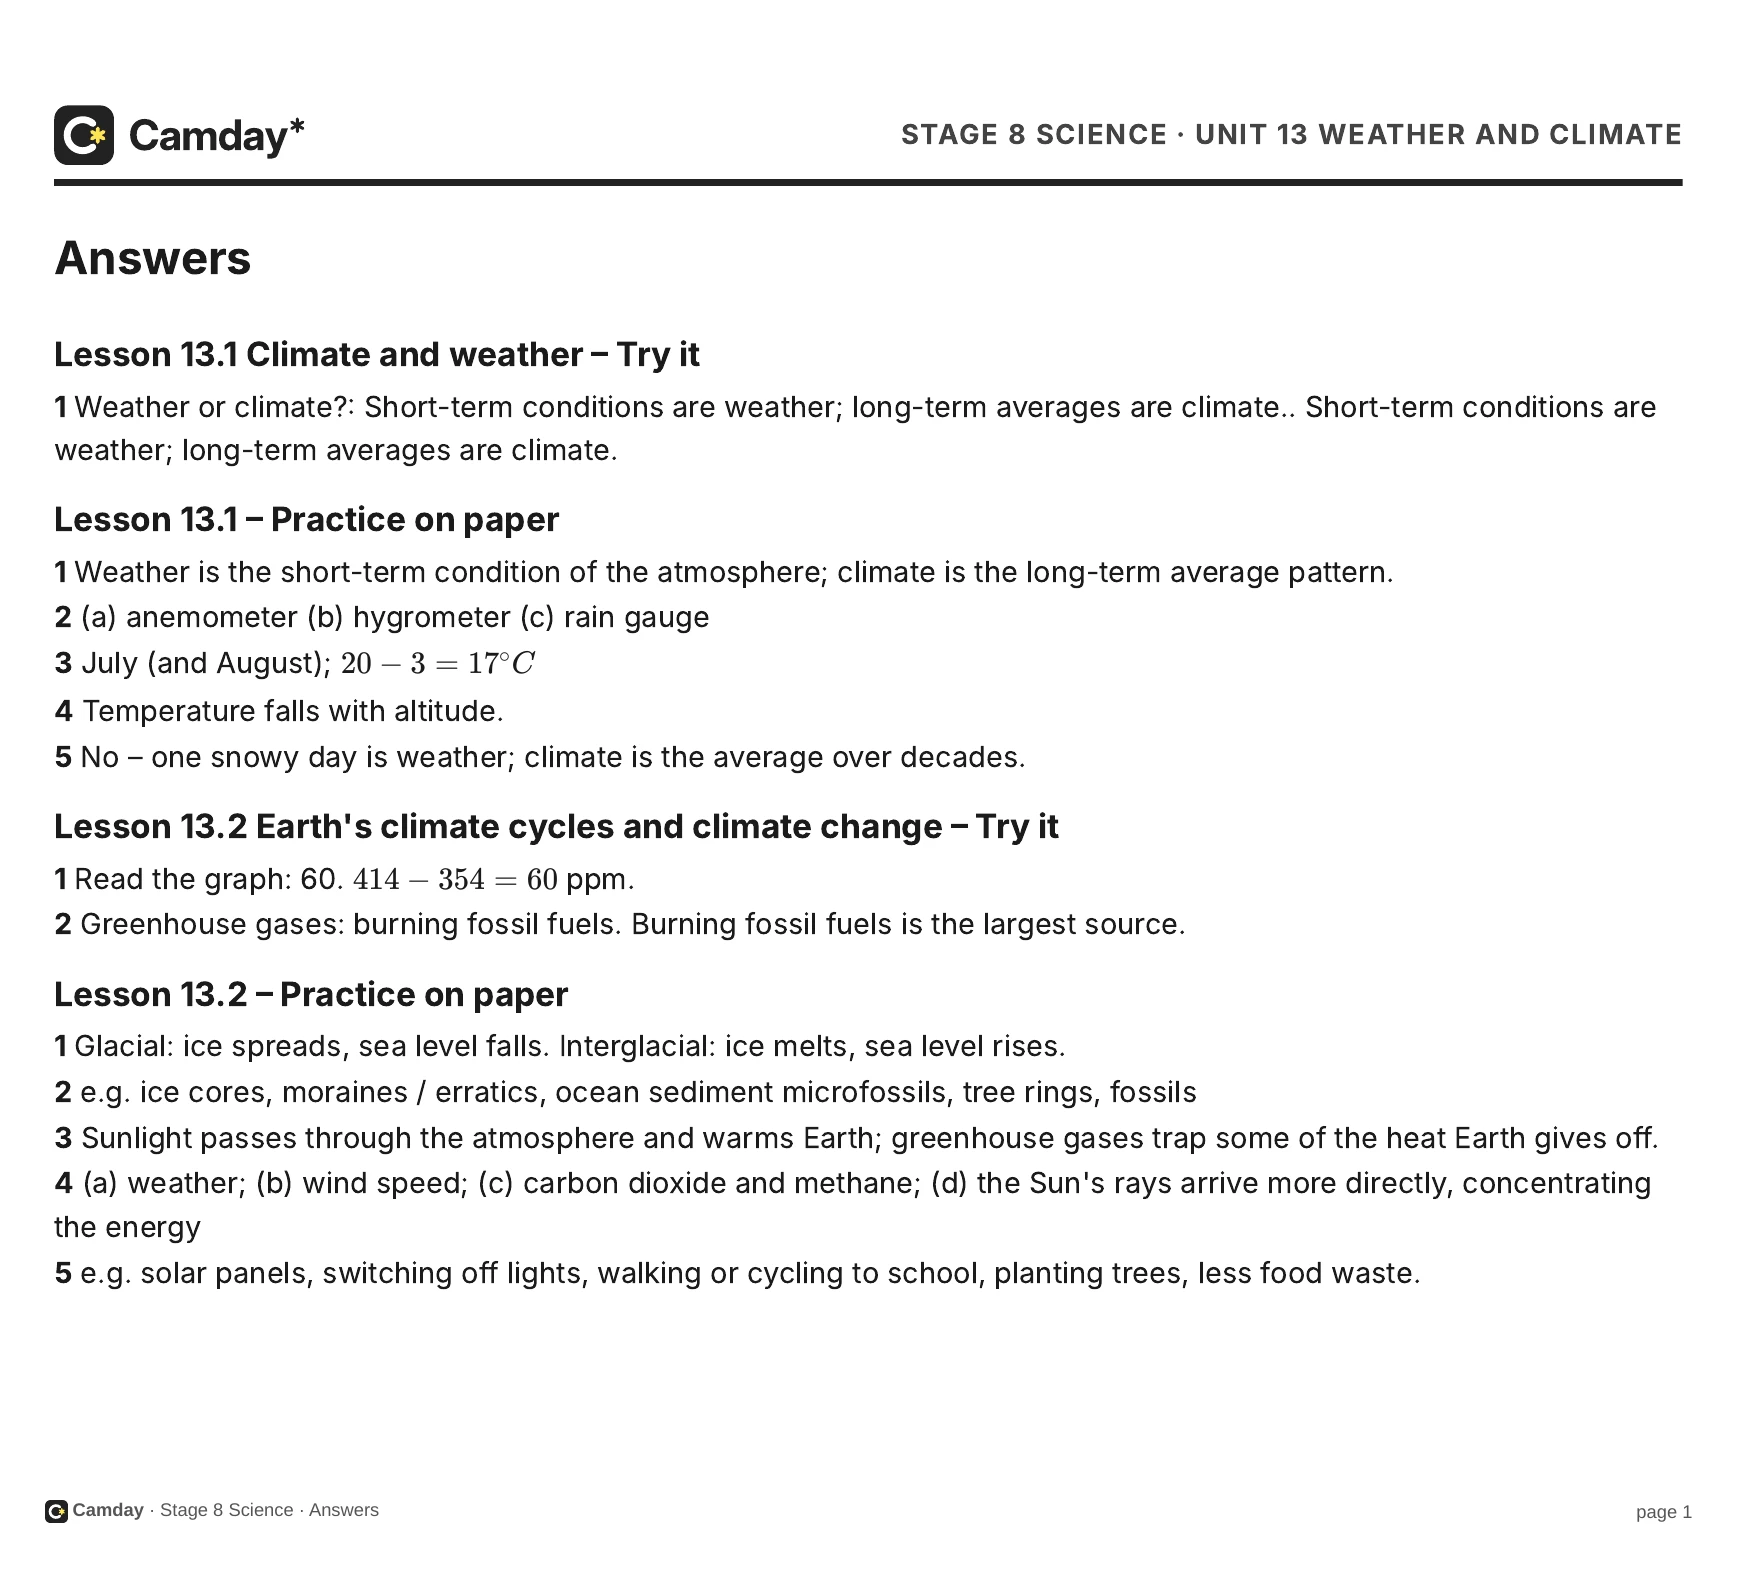 Camday*
STAGE 8 SCIENCE · UNIT 13 WEATHER AND CLIMATE
Answers
Lesson 13.1 Climate and weather – Try it
1 Weather or climate?: Short-term conditions are weather; long-term averages are climate.. Short-term conditions are
weather; long-term averages are climate.
Lesson 13.1 – Practice on paper
1 Weather is the short-term condition of the atmosphere; climate is the long-term average pattern.
2 (a) anemometer (b) hygrometer (c) rain gauge
3 July (and August); 20 − 3 = 17°C
4 Temperature falls with altitude.
5 No – one snowy day is weather; climate is the average over decades.
Lesson 13.2 Earth's climate cycles and climate change – Try it
1 Read the graph: 60. 414 − 354 = 60 ppm.
2 Greenhouse gases: burning fossil fuels. Burning fossil fuels is the largest source.
Lesson 13.2 – Practice on paper
1 Glacial: ice spreads, sea level falls. Interglacial: ice melts, sea level rises.
2 e.g. ice cores, moraines / erratics, ocean sediment microfossils, tree rings, fossils
3 Sunlight passes through the atmosphere and warms Earth; greenhouse gases trap some of the heat Earth gives off.
4 (a) weather; (b) wind speed; (c) carbon dioxide and methane; (d) the Sun's rays arrive more directly, concentrating
the energy
5 e.g. solar panels, switching off lights, walking or cycling to school, planting trees, less food waste.
Camday · Stage 8 Science · Answers
page 1